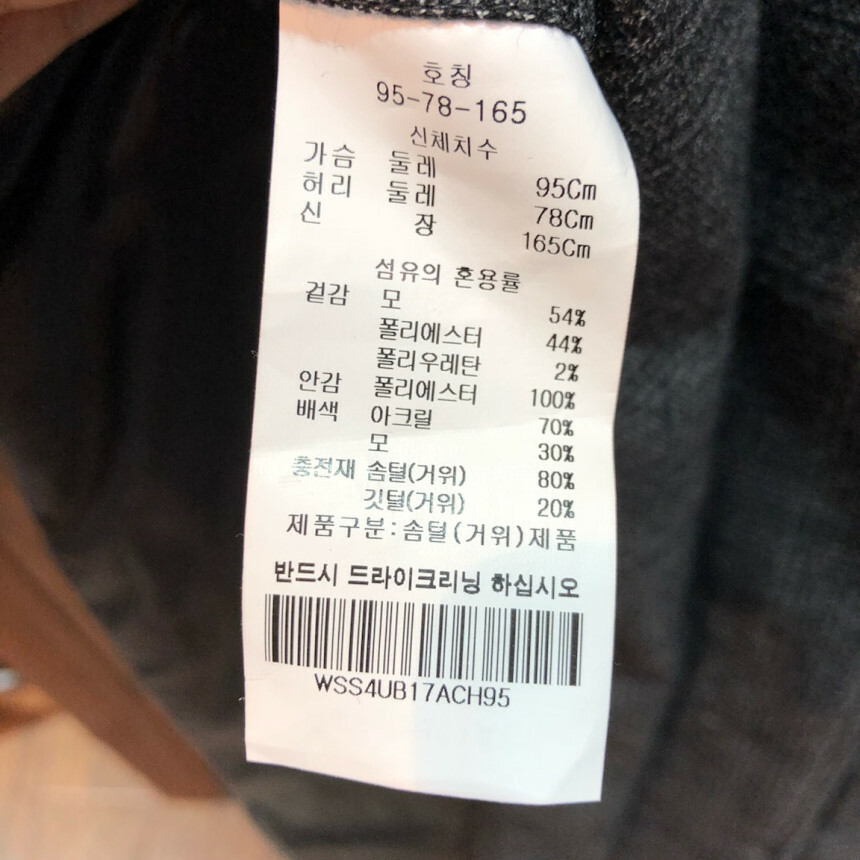 호칭
95-78-165
신체치수
가슴 둘레 95Cm
허리 둘레 78Cm
신 장 165Cm
섬유의 혼용률
겉감 모 54%
폴리에스터 44%
폴리우레탄 2%
안감 폴리에스터 100%
배색 아크릴 70%
모 30%
충전재 솜털(거위) 80%
깃털(거위) 20%
제품구분:솜털(거위)제품
반드시 드라이크리닝 하십시오
WSS4UB17ACH95